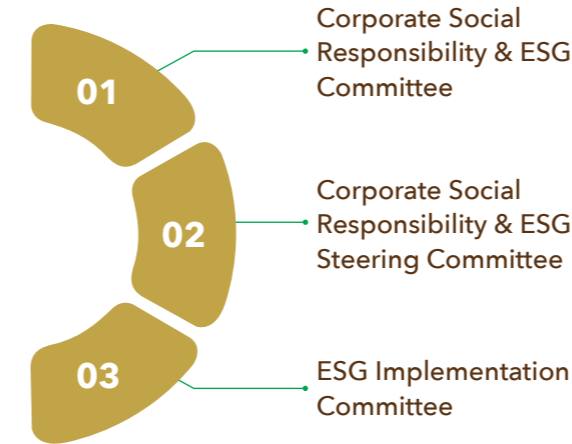 01
Corporate Social
Responsibility & ESG
Committee
02
Corporate Social
Responsibility & ESG
Steering Committee
03
ESG Implementation
Committee